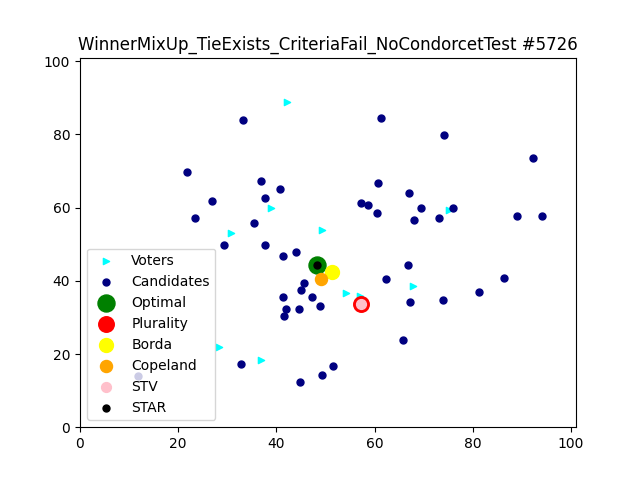 WinnerMixUp_TieExists_CriteriaFail_NoCondorcetTest #5726
100
80
60
40
20
0
Voters
Candidates
Optimal
Plurality
Borda
Copeland
STV
STAR
0 20 40 60 80 100